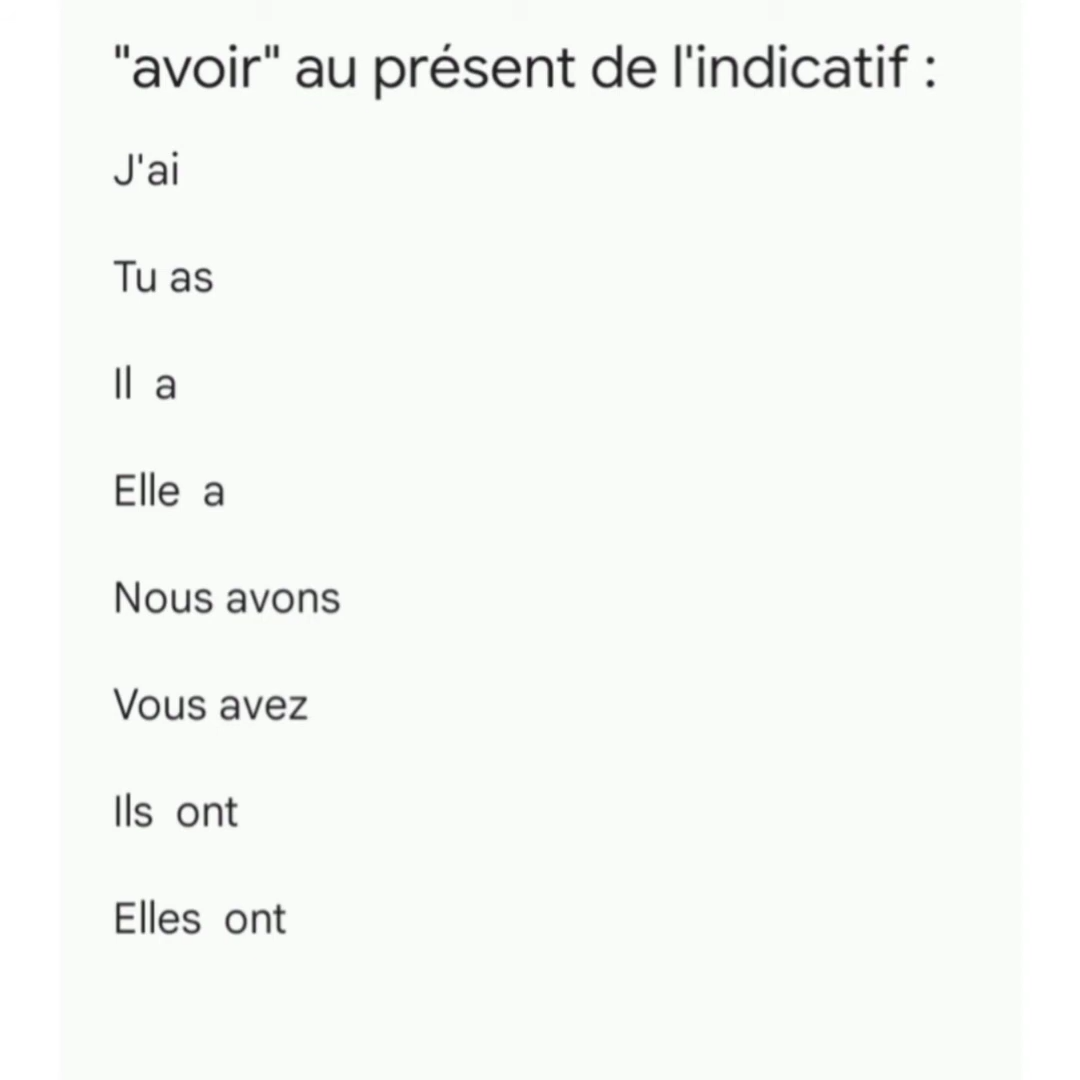 "avoir" au présent de l'indicatif :
J'ai
Tu as
Il  a
Elle  a
Nous avons
Vous avez
Ils  ont
Elles  ont